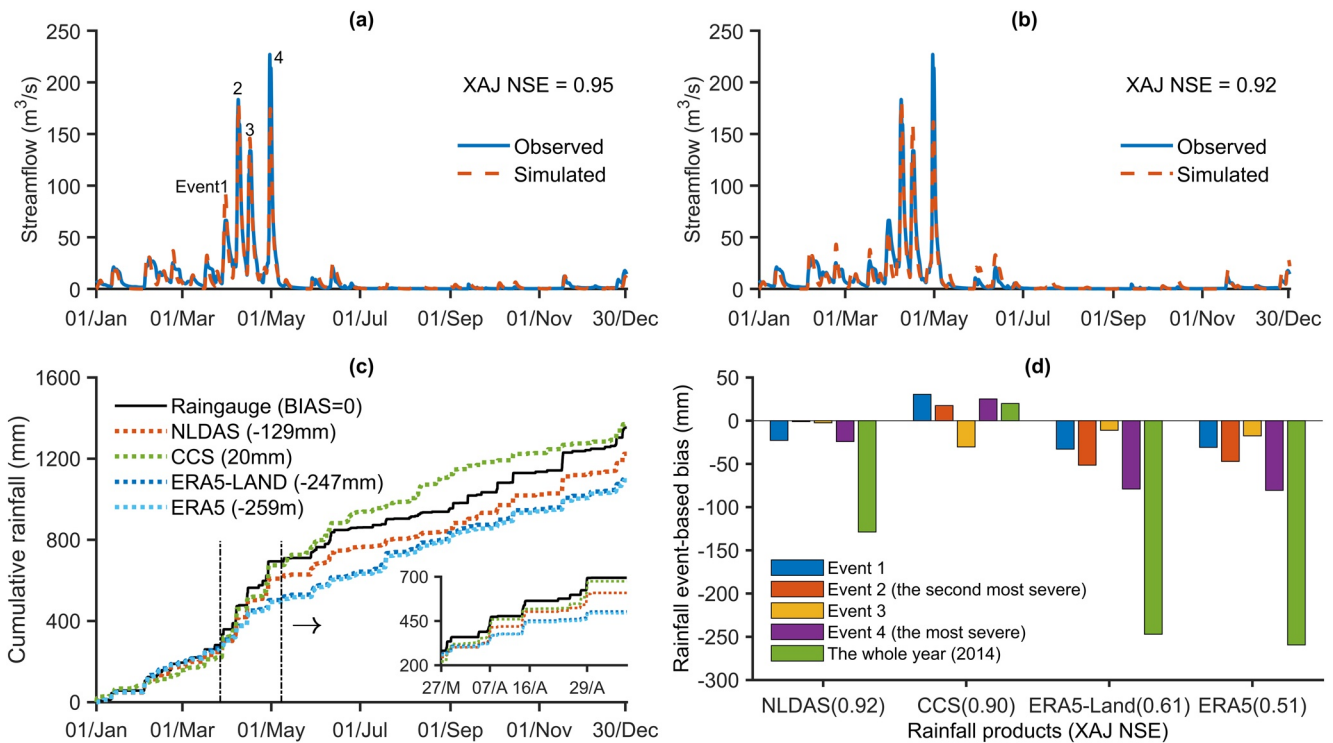 (a)
250
200
150
100
50
0
Streamflow (m³/s)
Event1
2
3
4
XAJ NSE = 0.95
Observed
Simulated
01/Jan 01/Mar 01/May 01/Jul 01/Sep 01/Nov 30/Dec
(b)
250
200
150
100
50
0
Streamflow (m³/s)
XAJ NSE = 0.92
Observed
Simulated
01/Jan 01/Mar 01/May 01/Jul 01/Sep 01/Nov 30/Dec
(c)
1600
1200
800
400
0
Cumulative rainfall (mm)
Raingauge (BIAS=0)
NLDAS (-129mm)
CCS (20mm)
ERA5-LAND (-247mm)
ERA5 (-259m)
700
450
200
27/M 07/A 16/A 29/A
01/Jan 01/Mar 01/May 01/Jul 01/Sep 01/Nov 30/Dec
(d)
50
0
-50
-100
-150
-200
-250
-300
Rainfall event-based bias (mm)
Event 1
Event 2 (the second most severe)
Event 3
Event 4 (the most severe)
The whole year (2014)
NLDAS(0.92) CCS(0.90) ERA5-Land(0.61) ERA5(0.51)
Rainfall products (XAJ NSE)